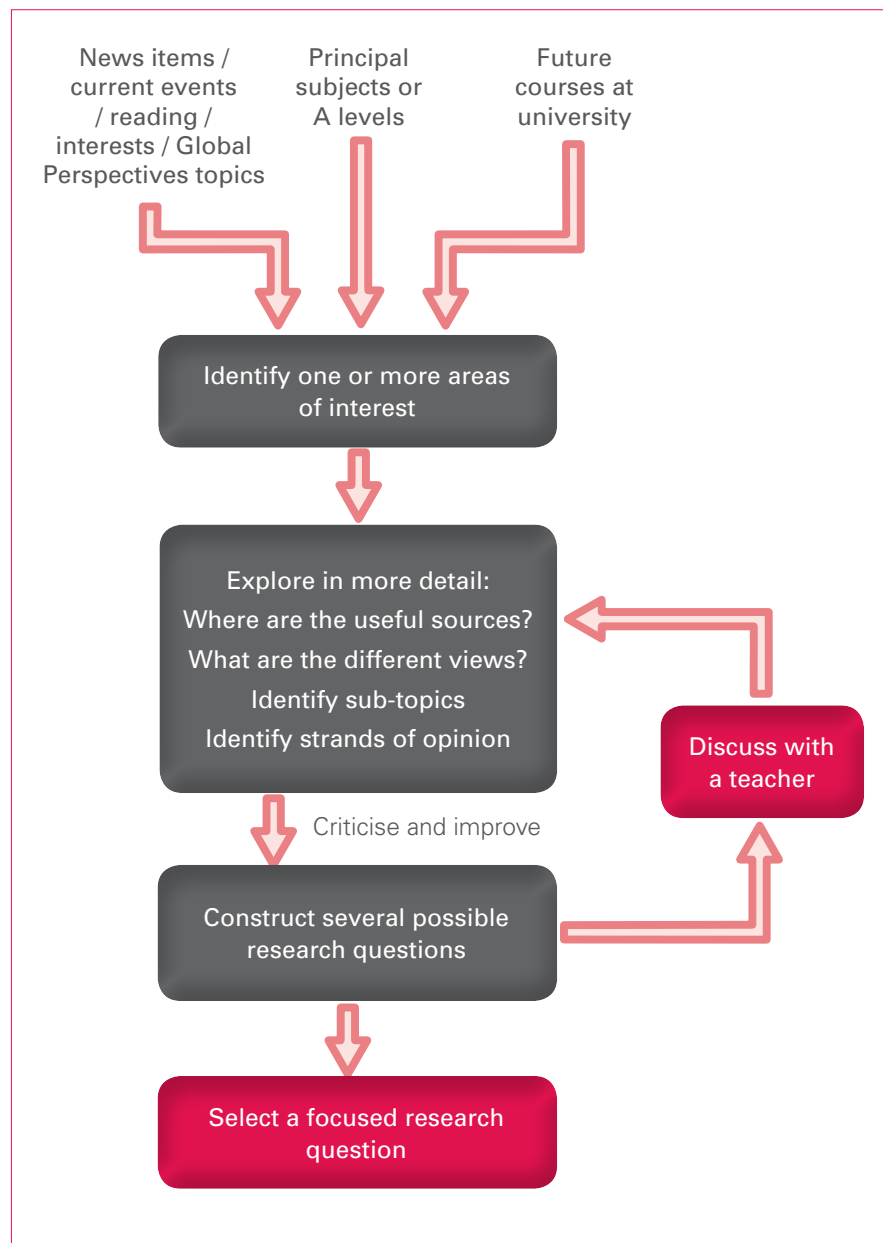 News items /
current events
/ reading /
interests / Global
Perspectives topics
Principal
subjects or
A levels
Future
courses at
university
Identify one or more areas
of interest
Explore in more detail:
Where are the useful sources?
What are the different views?
Identify sub-topics
Identify strands of opinion
Discuss with
a teacher
Criticise and improve
Construct several possible
research questions
Select a focused research
question